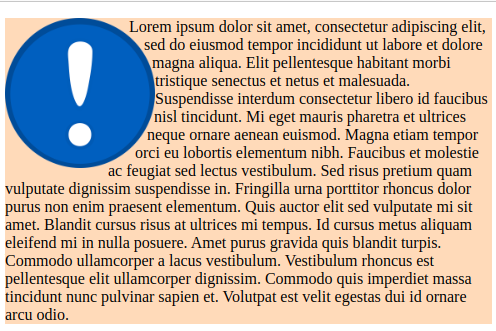 Lorem ipsum dolor sit amet, consectetur adipiscing elit,
sed do eiusmod tempor incididunt ut labore et dolore
magna aliqua. Elit pellentesque habitant morbi
tristique senectus et netus et malesuada.
Suspendisse interdum consectetur libero id faucibus
nisl tincidunt. Mi eget mauris pharetra et ultrices
neque ornare aenean euismod. Magna etiam tempor
orci eu lobortis elementum nibh. Faucibus et molestie
ac feugiat sed lectus vestibulum. Sed risus pretium quam
vulputate dignissim suspendisse in. Fringilla urna porttitor rhoncus dolor
purus non enim praesent elementum. Quis auctor elit sed vulputate mi sit
amet. Blandit cursus risus at ultrices mi tempus. Id cursus metus aliquam
eleifend mi in nulla posuere. Amet purus gravida quis blandit turpis.
Commodo ullamcorper a lacus vestibulum. Vestibulum rhoncus est
pellentesque elit ullamcorper dignissim. Commodo quis imperdiet massa
tincidunt nunc pulvinar sapien et. Volutpat est velit egestas dui id ornare
arcu odio.